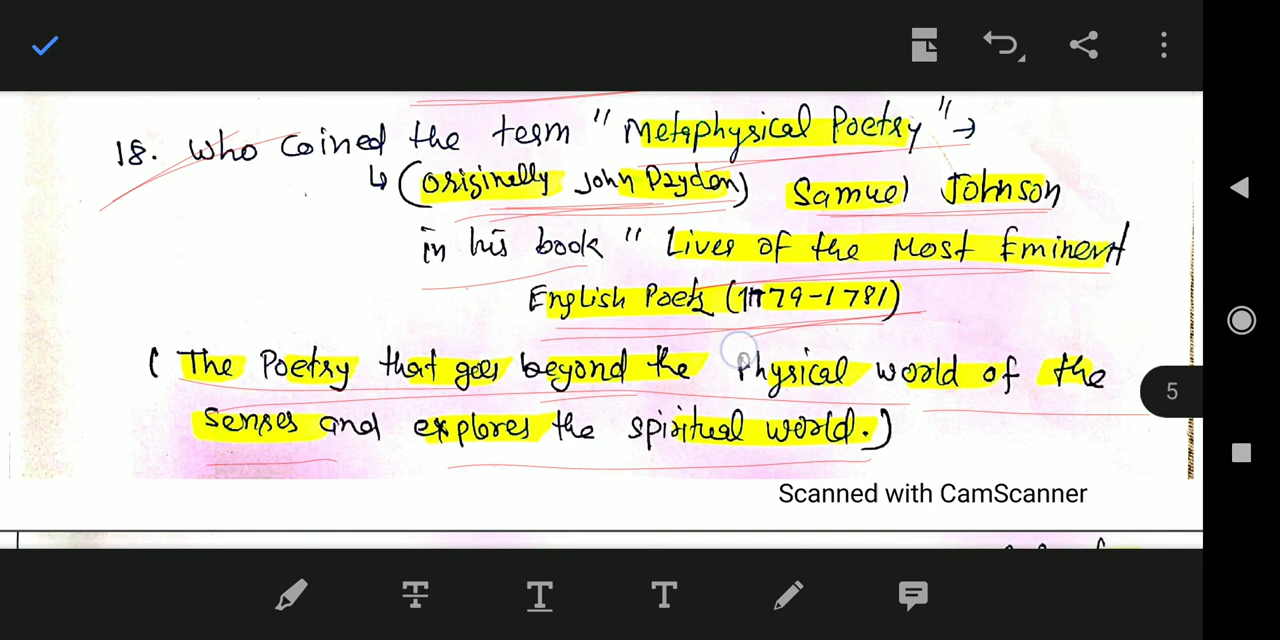 18. Who coined the term "Metaphysical Poetry" →
↳ (originally John Dryden) Samuel Johnson
in his book " Lives of the Most Eminent
English Poets (1779-1781)
( The Poetry that goes beyond the Physical world of the
senses and explores the spiritual world.)
5
Scanned with CamScanner